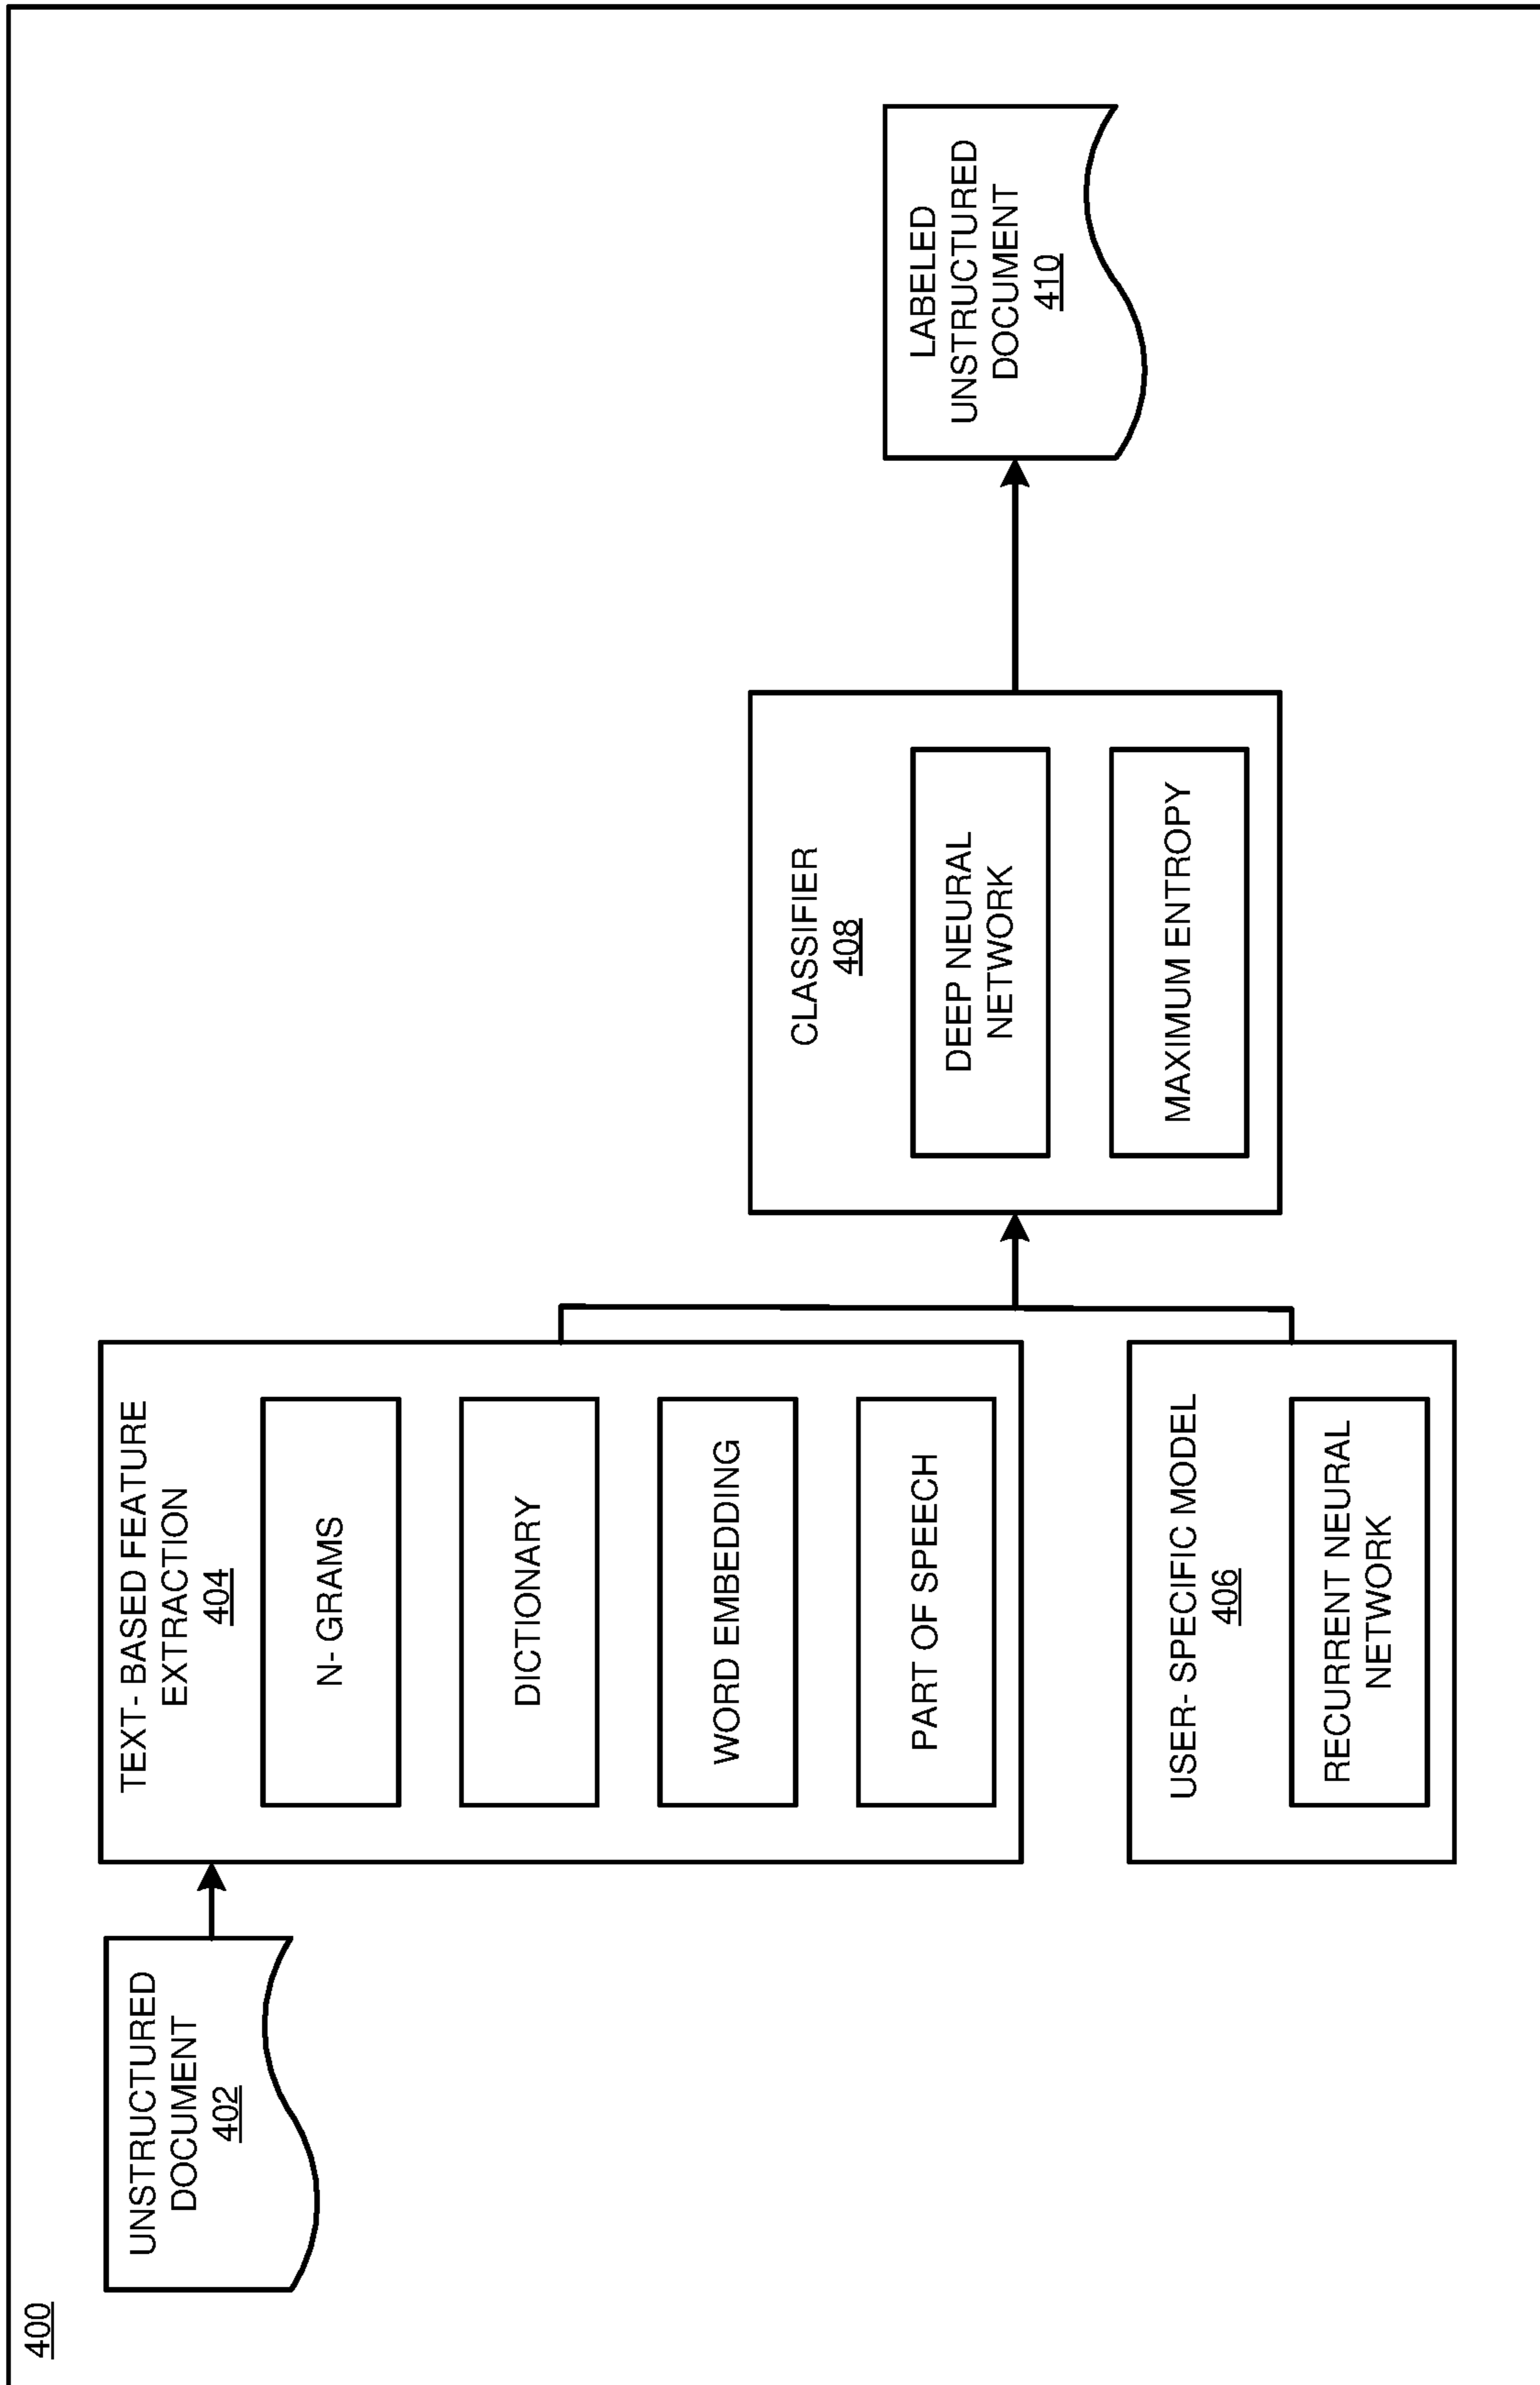 400
UNSTRUCTURED
DOCUMENT
402
TEXT- BASED FEATURE
EXTRACTION
404
N- GRAMS
DICTIONARY
WORD EMBEDDING
PART OF SPEECH
USER- SPECIFIC MODEL
406
RECURRENT NEURAL
NETWORK
CLASSIFIER
408
DEEP NEURAL
NETWORK
MAXIMUM ENTROPY
LABELED
UNSTRUCTURED
DOCUMENT
410